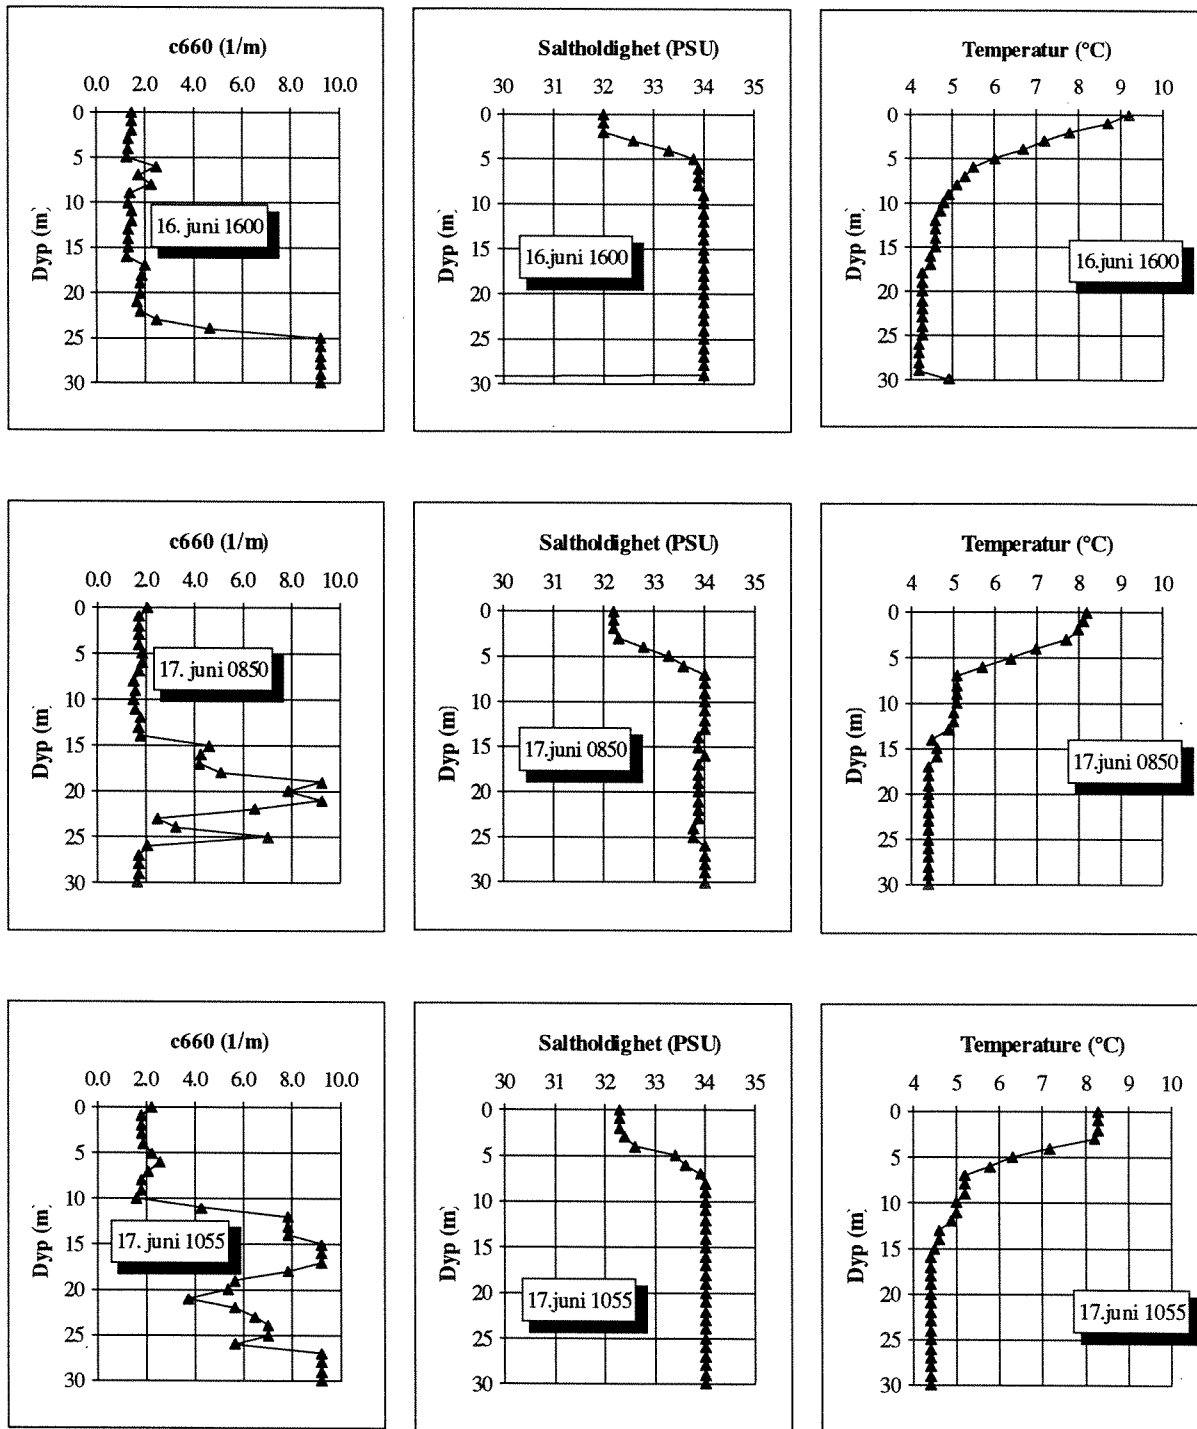 c660 (1/m)
0.0 2.0 4.0 6.0 8.0 10.0
0
5
10
15
20
25
30
Dyp (m)
16. juni 1600
Saltholdighet (PSU)
30 31 32 33 34 35
0
5
10
15
20
25
30
Dyp (m)
16.juni 1600
Temperatur (°C)
4 5 6 7 8 9 10
0
5
10
15
20
25
30
Dyp (m)
16.juni 1600
c660 (1/m)
0.0 2.0 4.0 6.0 8.0 10.0
0
5
10
15
20
25
30
Dyp (m)
17. juni 0850
Saltholdighet (PSU)
30 31 32 33 34 35
0
5
10
15
20
25
30
Dyp (m)
17.juni 0850
Temperatur (°C)
4 5 6 7 8 9 10
0
5
10
15
20
25
30
Dyp (m)
17.juni 0850
c660 (1/m)
0.0 2.0 4.0 6.0 8.0 10.0
0
5
10
15
20
25
30
Dyp (m)
17. juni 1055
Saltholdighet (PSU)
30 31 32 33 34 35
0
5
10
15
20
25
30
Dyp (m)
17.juni 1055
Temperature (°C)
4 5 6 7 8 9 10
0
5
10
15
20
25
30
Dyp (m)
17.juni 1055